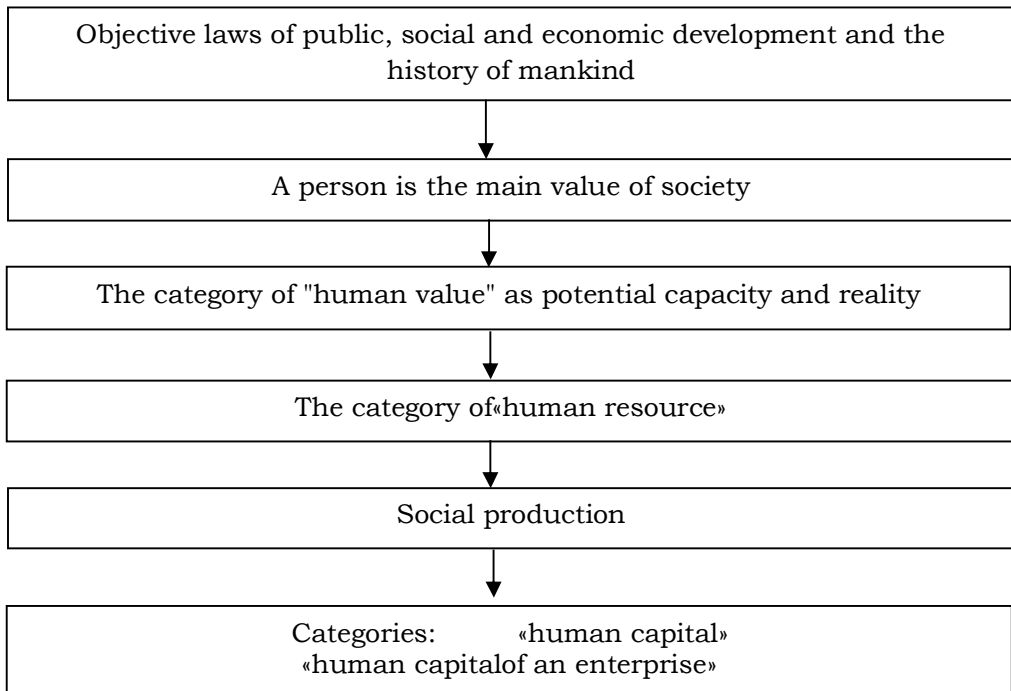 Objective laws of public, social and economic development and the
history of mankind
A person is the main value of society
The category of "human value" as potential capacity and reality
The category of«human resource»
Social production
Categories: «human capital»
«human capitalof an enterprise»